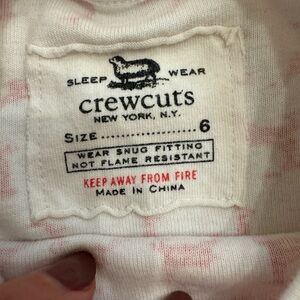 SLEEP WEAR
crewcuts
NEW YORK, N.Y.
SIZE .................. 6
WEAR SNUG FITTING
NOT FLAME RESISTANT
KEEP AWAY FROM FIRE
MADE IN CHINA